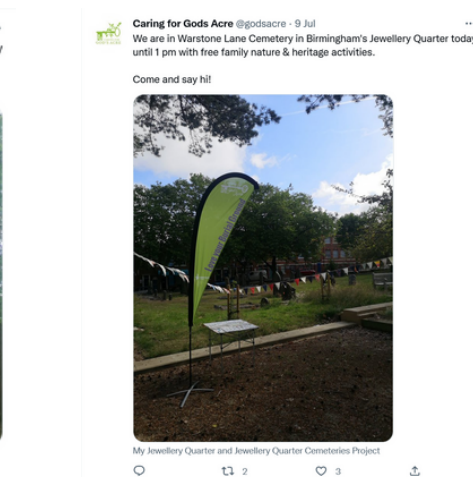 Caring for Gods Acre @godsacre · 9 Jul
We are in Warstone Lane Cemetery in Birmingham's Jewellery Quarter today
until 1 pm with free family nature & heritage activities.
Come and say hi!
My Jewellery Quarter and Jewellery Quarter Cemeteries Project
2
3